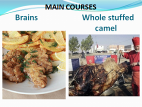 MAIN COURSES
Brains
Whole stuffed
camel